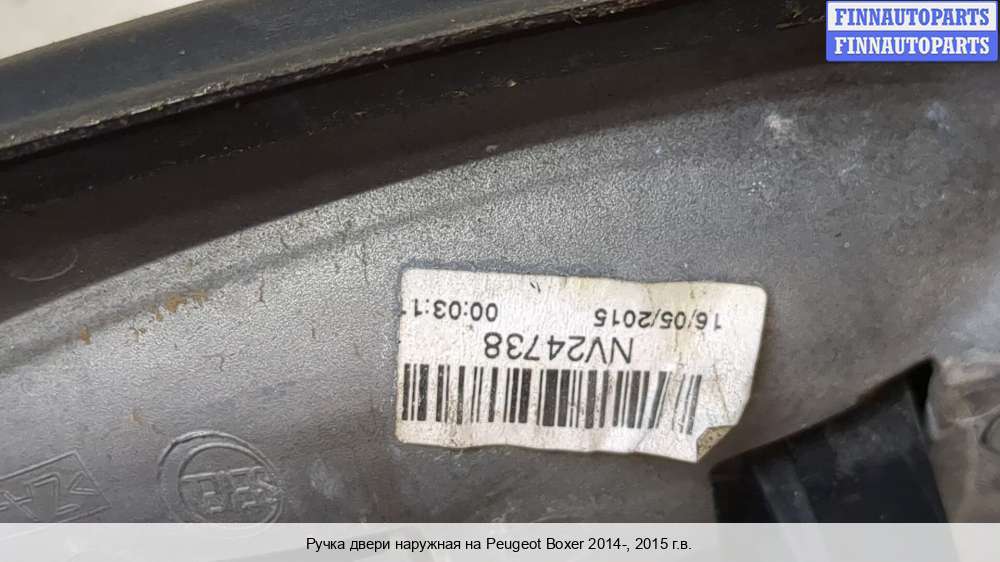 FINNAUTOPARTS
FINNAUTOPARTS
NV24738
16/05/2015 00:03:1
Ручка двери наружная на Peugeot Boxer 2014-, 2015 г.в.